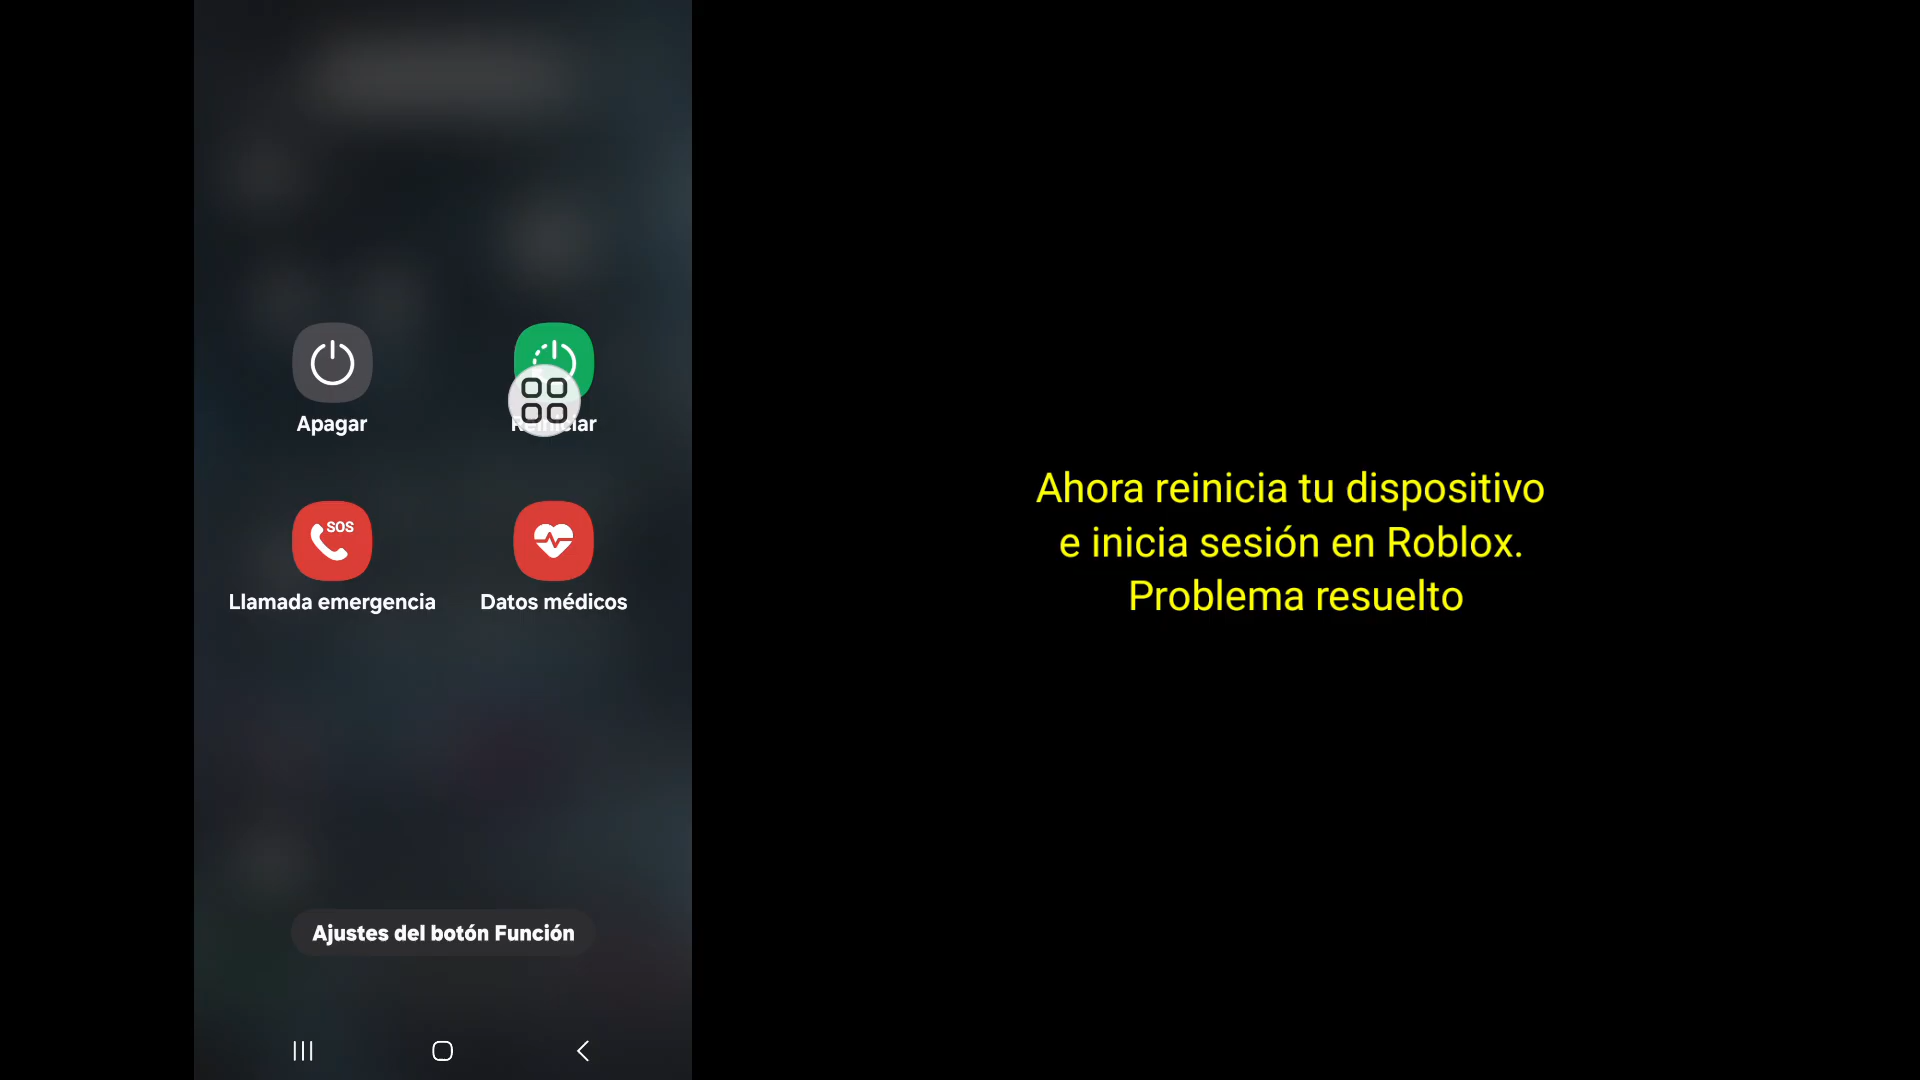 Apagar
Reiniciar
SOS
Llamada emergencia
Datos médicos
Ajustes del botón Función
Ahora reinicia tu dispositivo
e inicia sesión en Roblox.
Problema resuelto